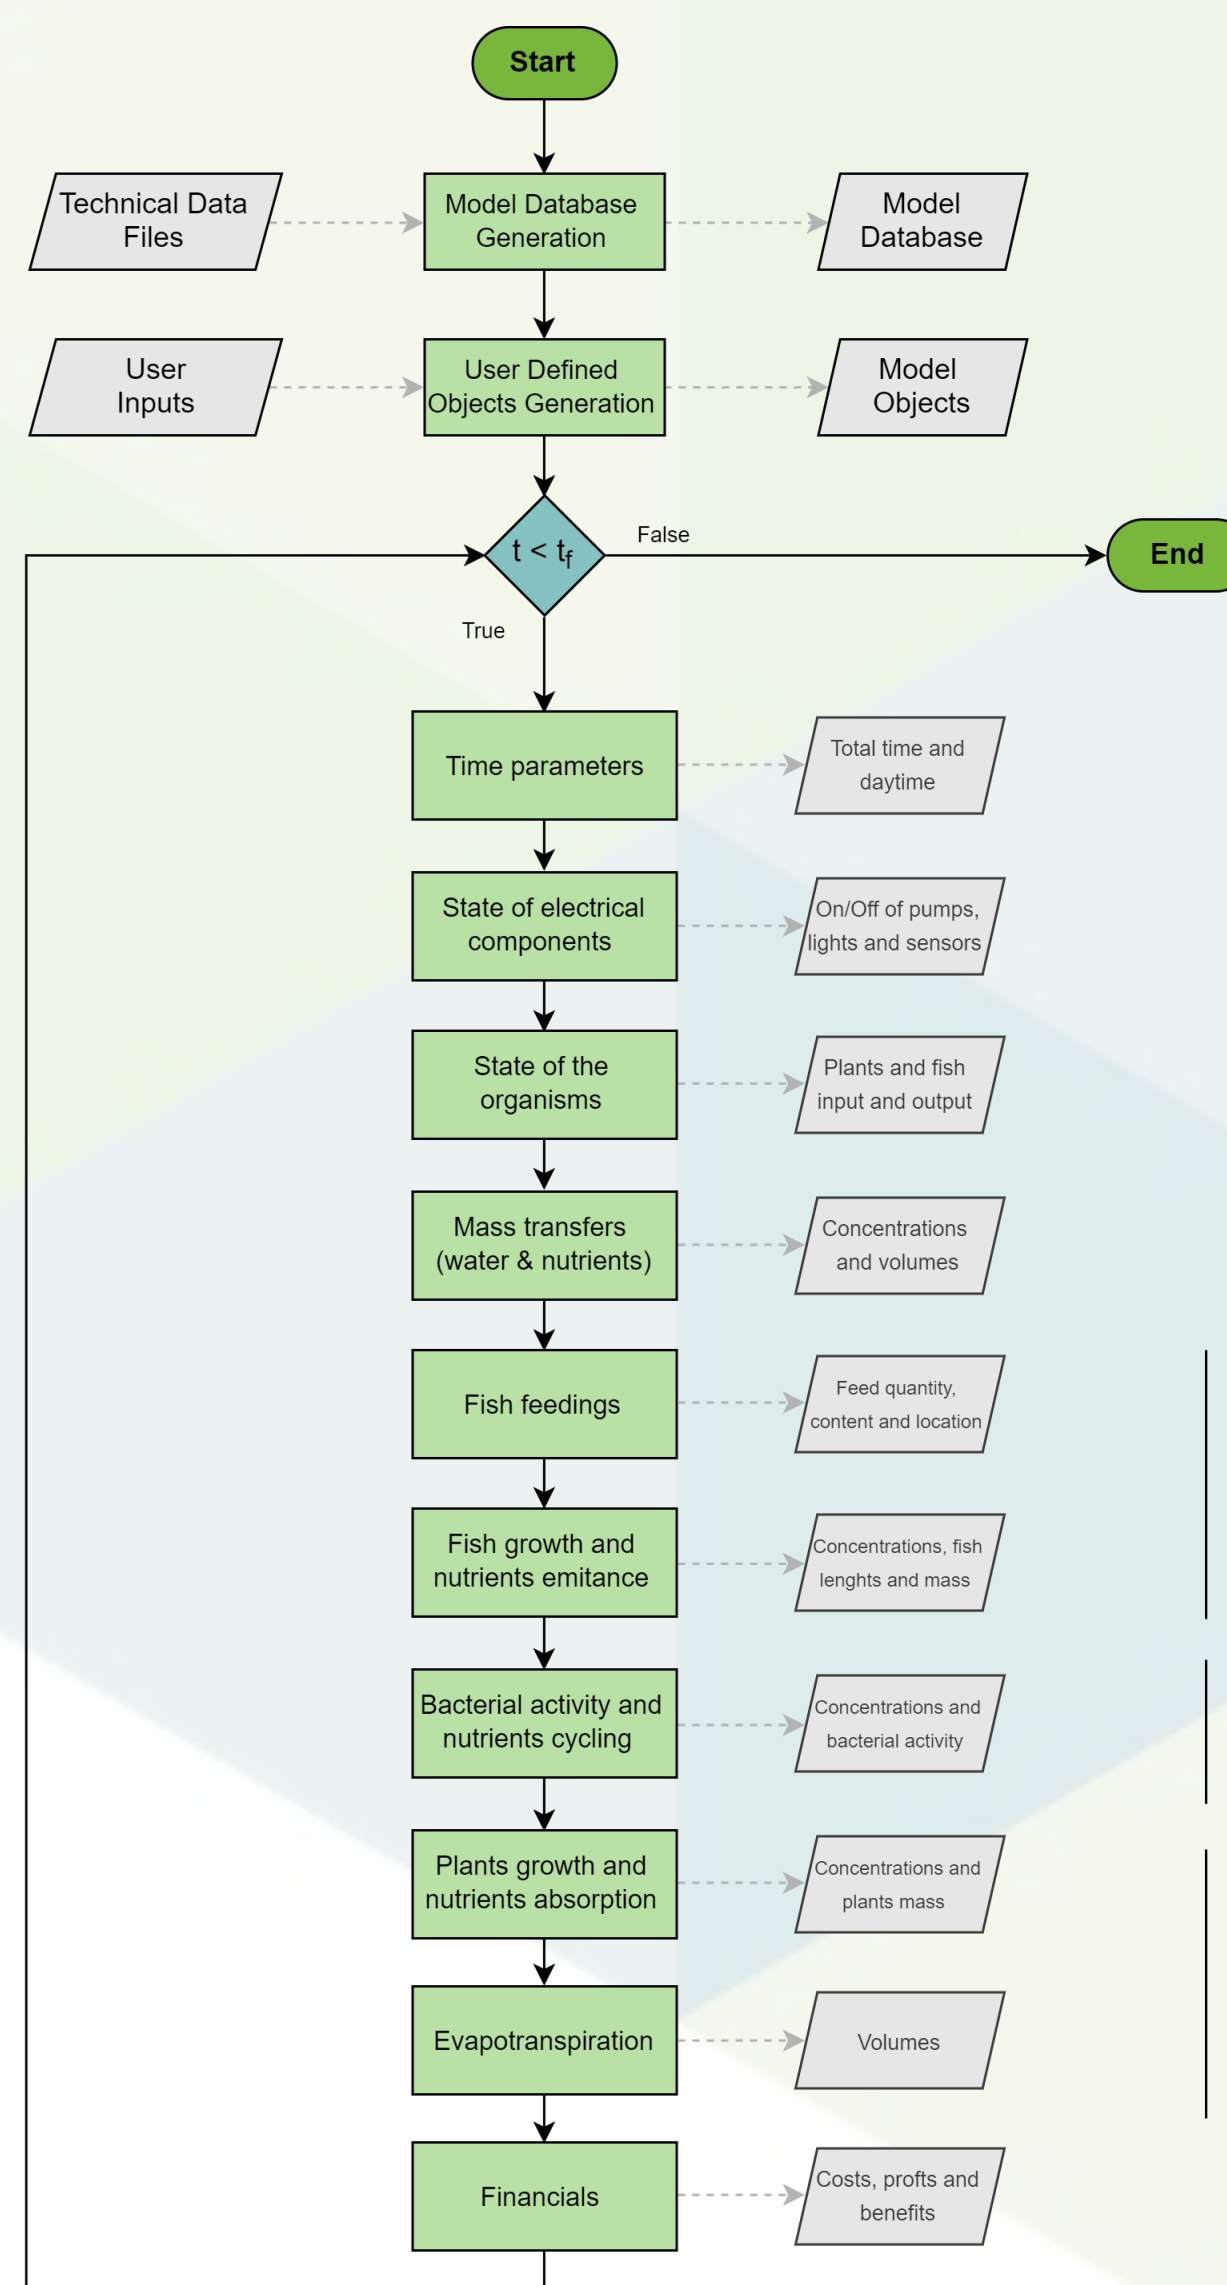 Start
Technical Data
Files
Model Database
Generation
Model
Database
User
Inputs
User Defined
Objects Generation
Model
Objects
t < tf
False
End
True
Time parameters
Total time and
daytime
State of electrical
components
On/Off of pumps,
lights and sensors
State of the
organisms
Plants and fish
input and output
Mass transfers
(water & nutrients)
Concentrations
and volumes
Fish feedings
Feed quantity,
content and location
Fish growth and
nutrients emitance
Concentrations, fish
lenghts and mass
Bacterial activity and
nutrients cycling
Concentrations and
bacterial activity
Plants growth and
nutrients absorption
Concentrations and
plants mass
Evapotranspiration
Volumes
Financials
Costs, profts and
benefits